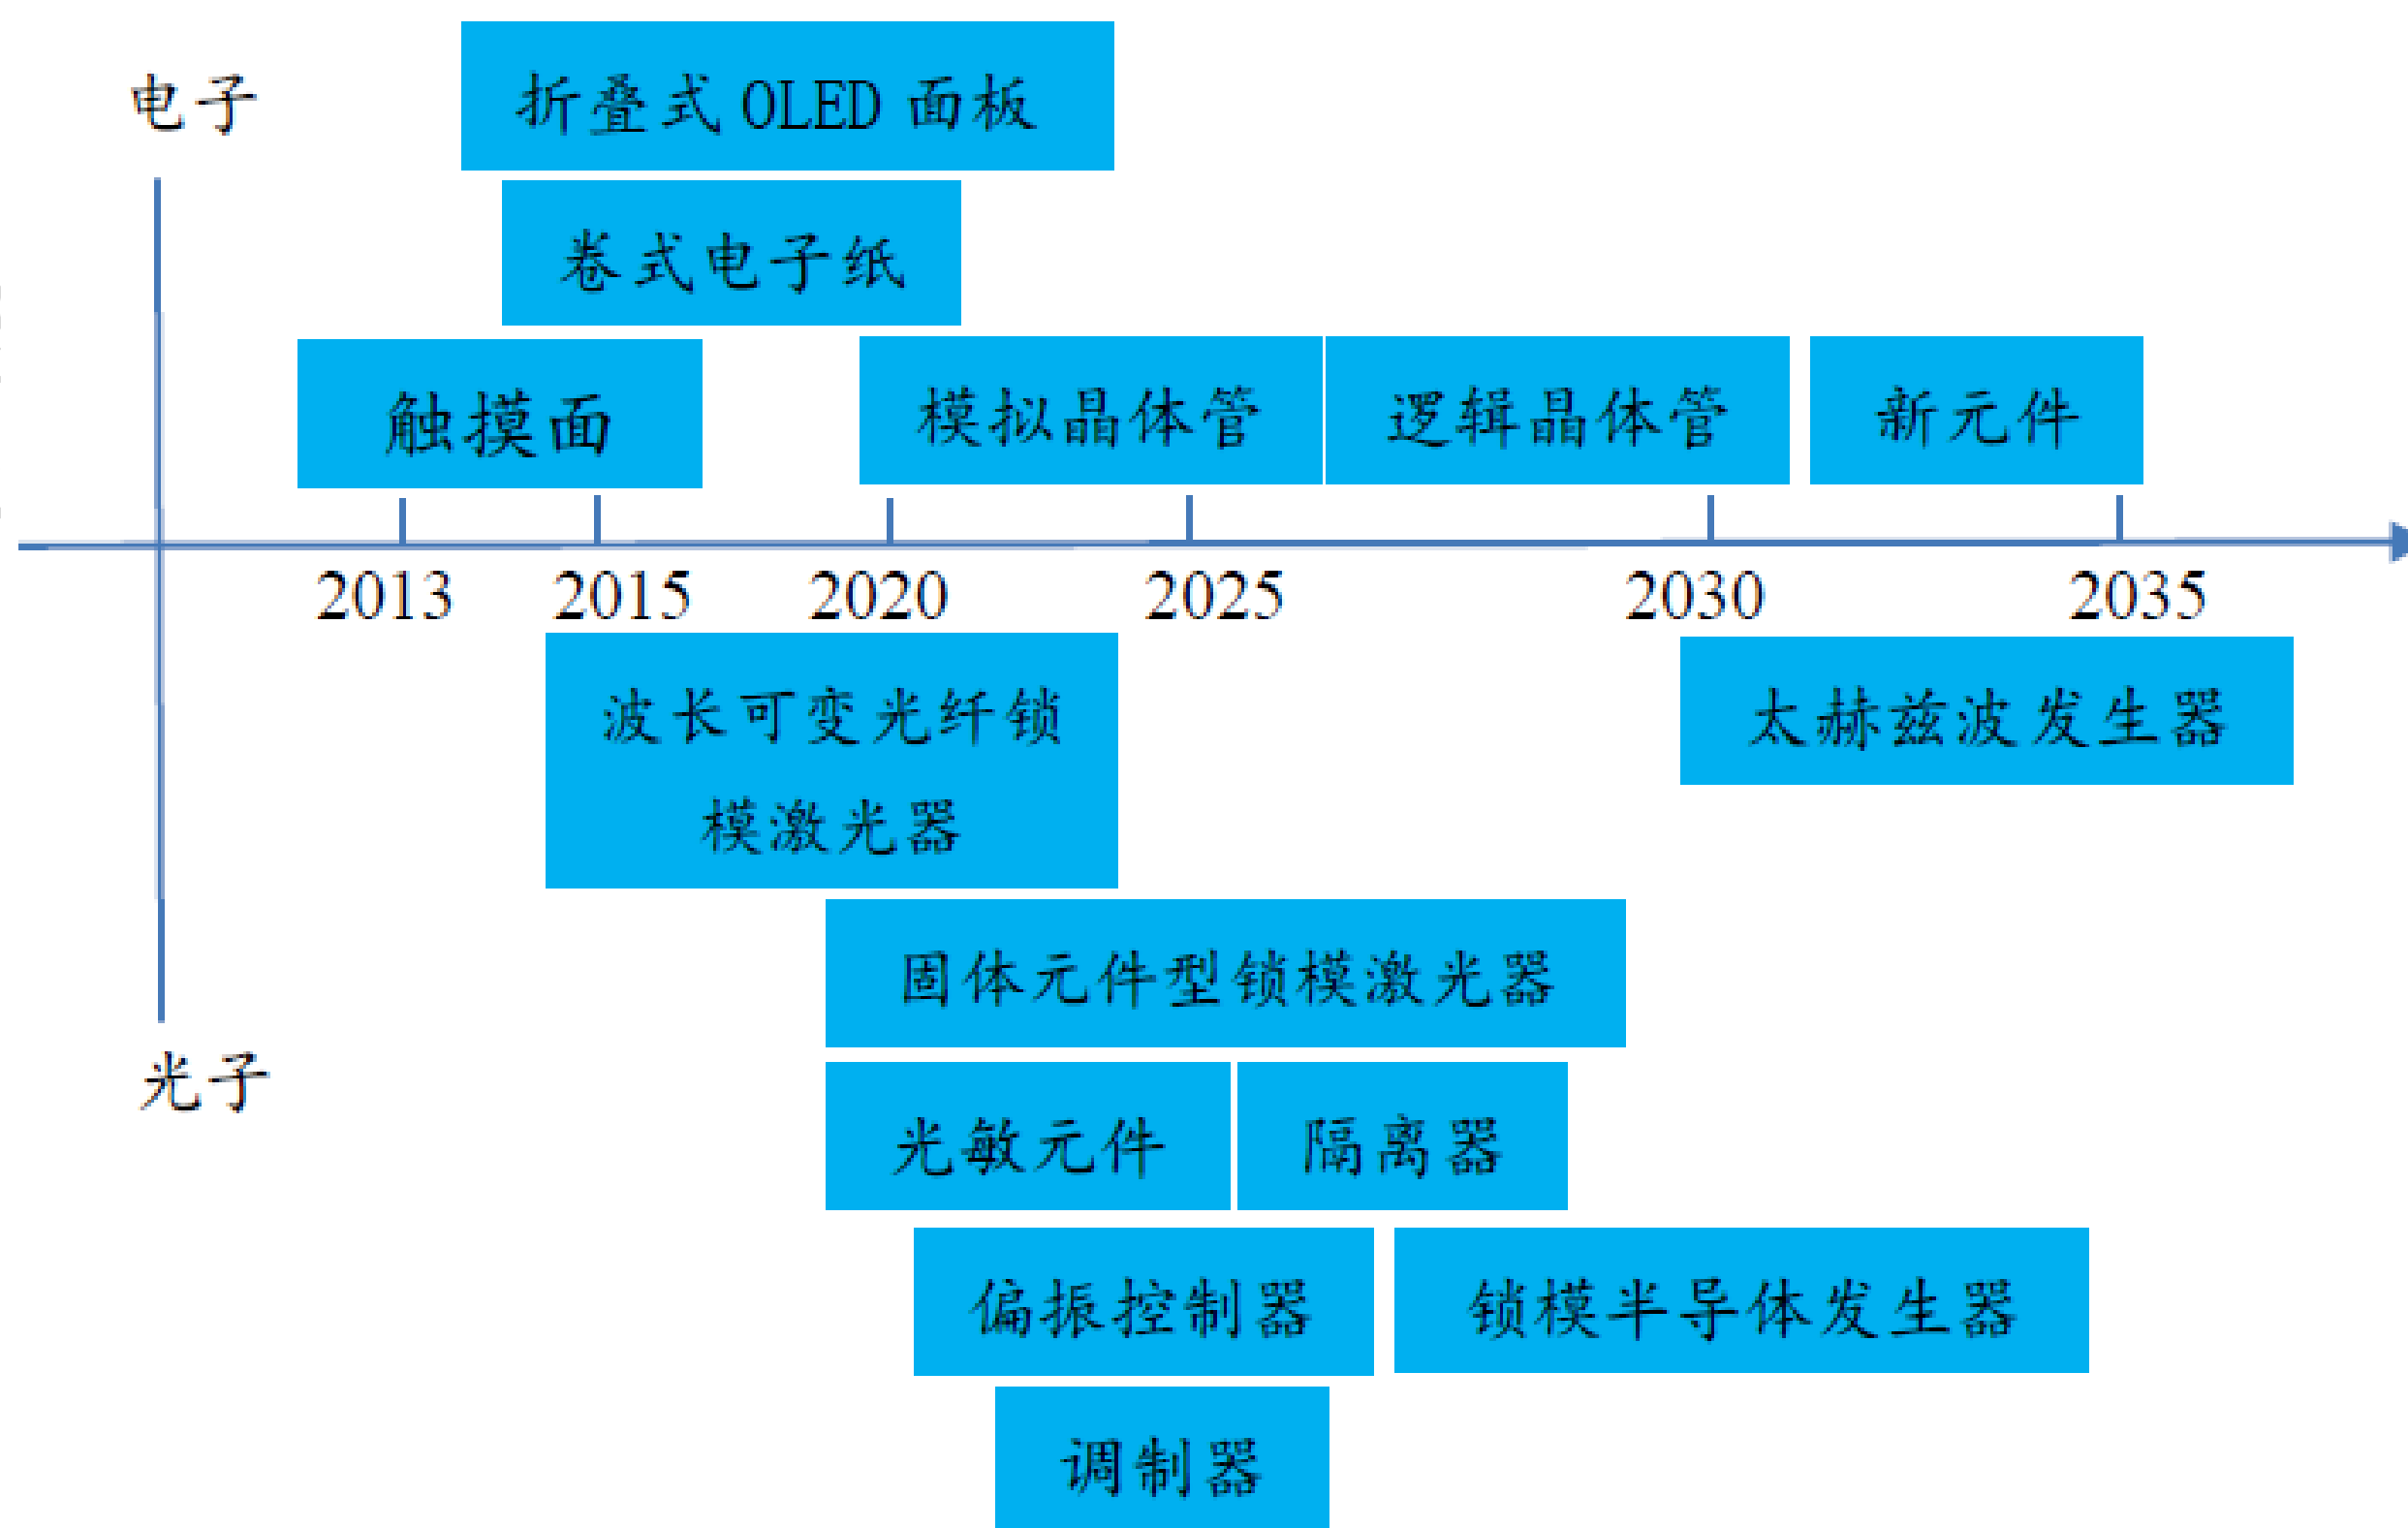 电子
折叠式 OLED 面板
卷式电子纸
触摸面
模拟晶体管
逻辑晶体管
新元件
2013
2015
2020
2025
2030
2035
波长可变光纤锁
模激光器
太赫兹波发生器
固体元件型锁模激光器
光子
光敏元件
隔离器
偏振控制器
锁模半导体发生器
调制器